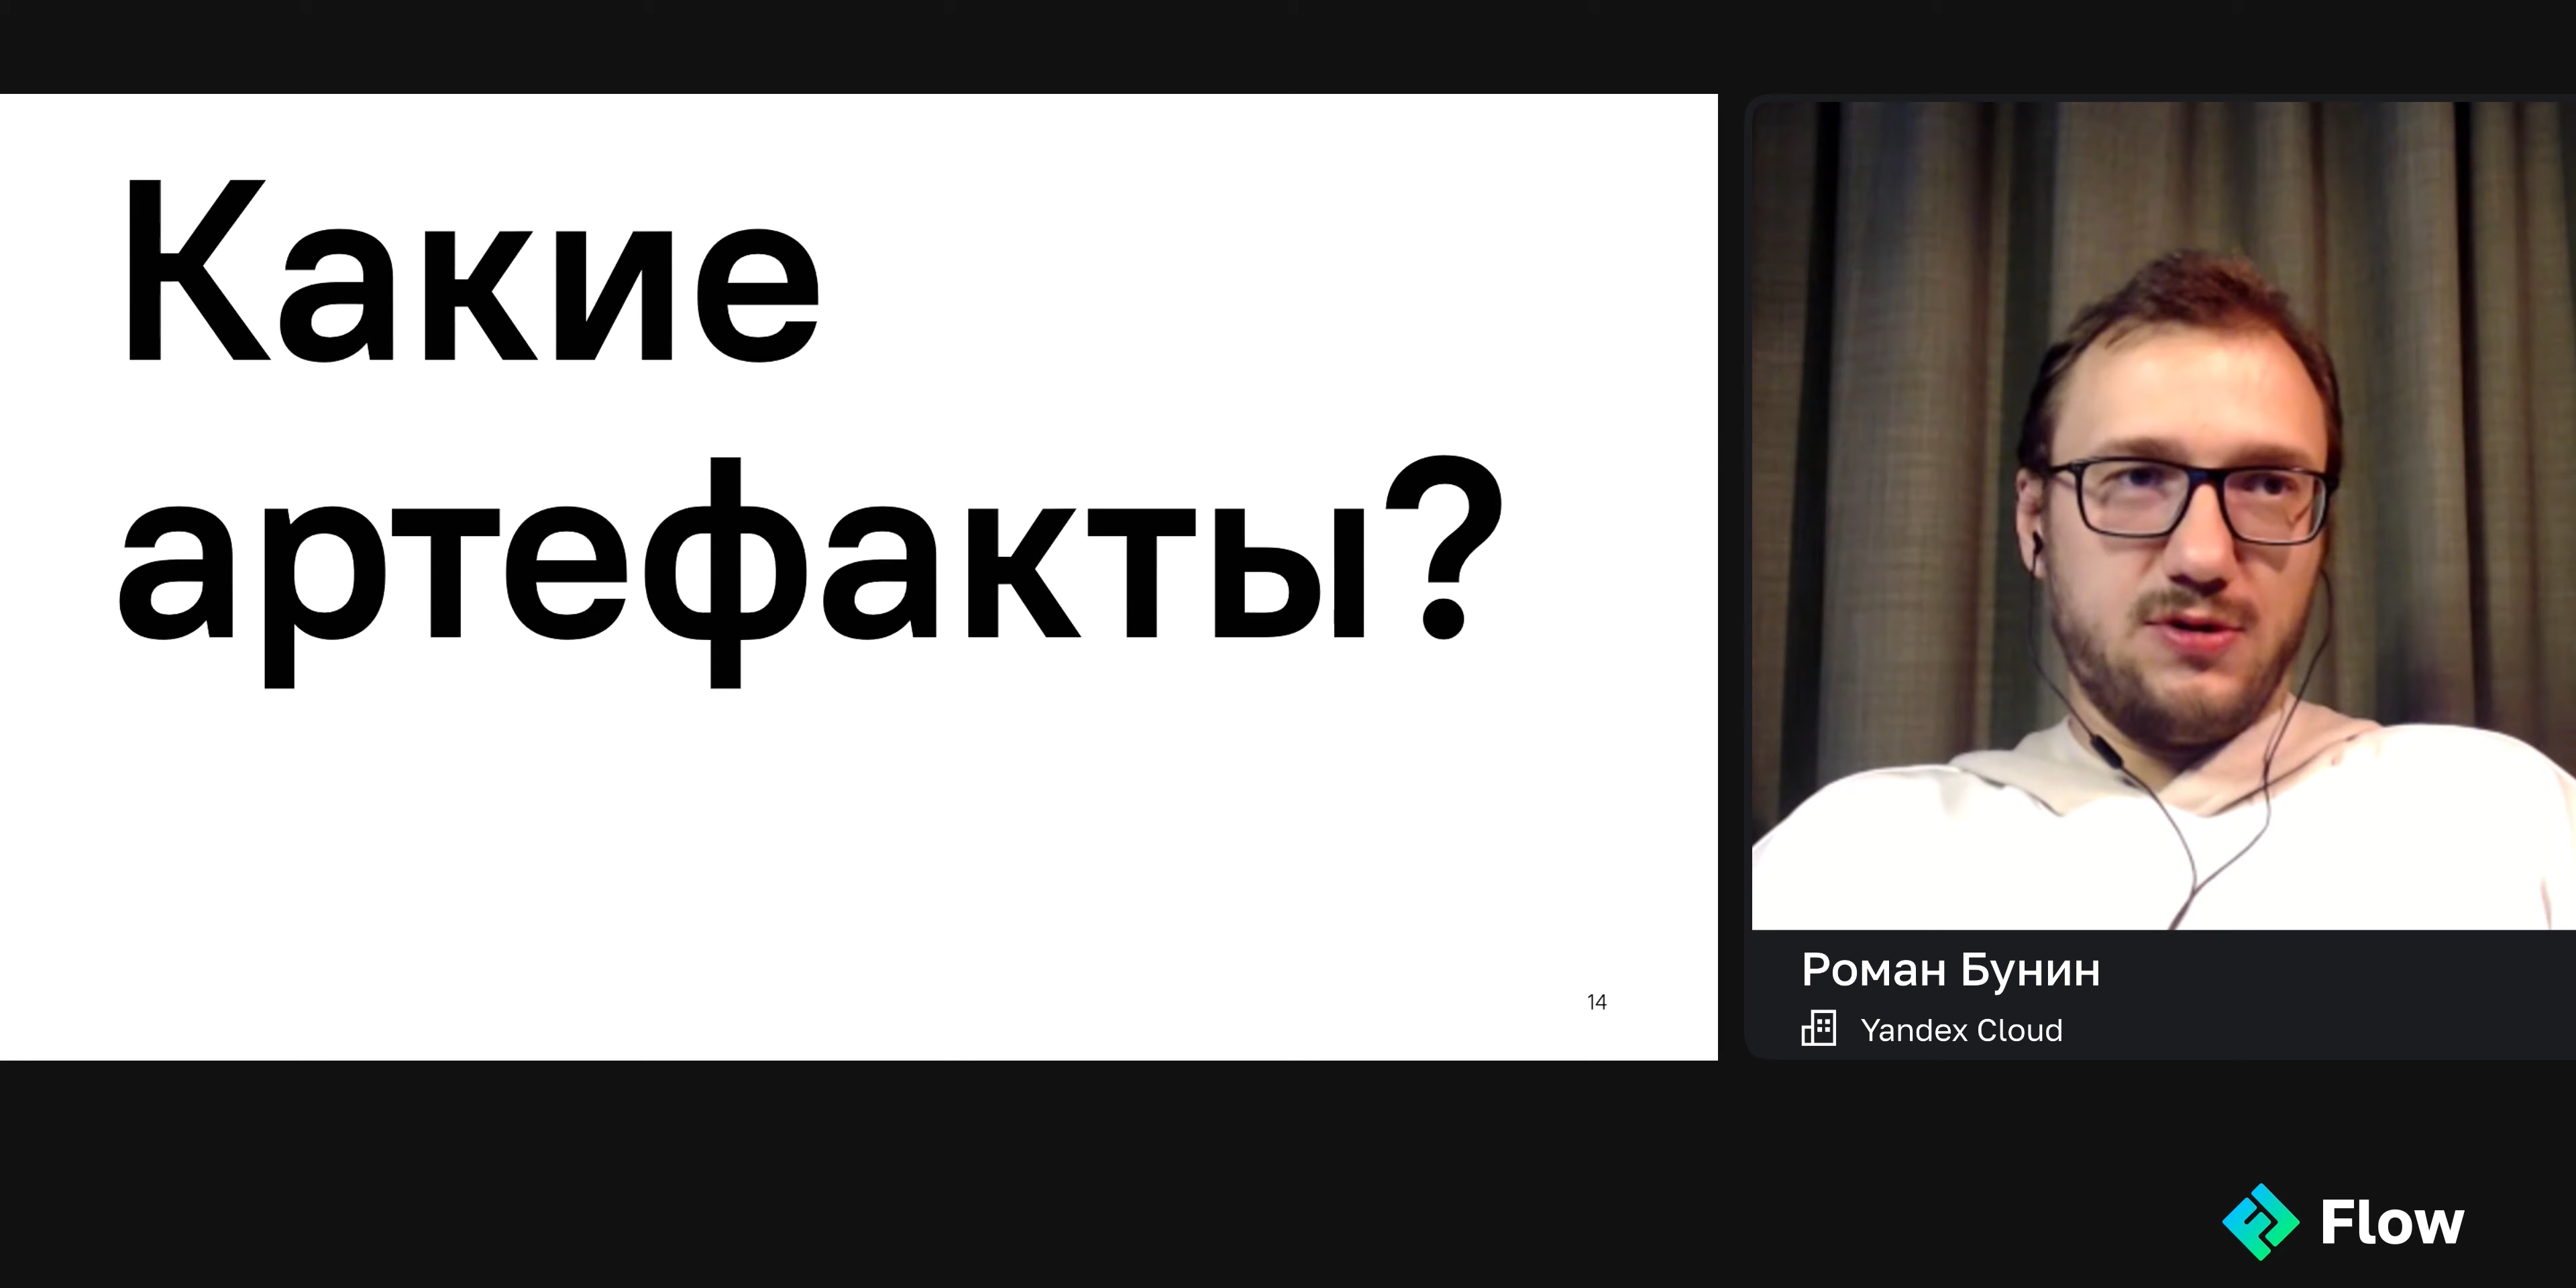 Какие
артефакты?
14
Роман Бунин
Yandex Cloud
Flow